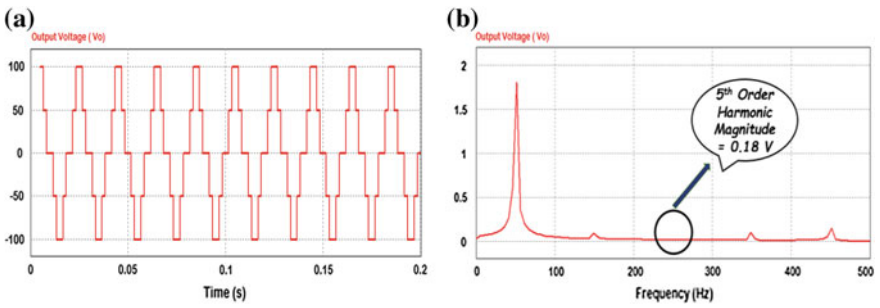 (a)
Output Voltage ( Vo)
100
50
0
-50
-100
0
0.05
0.1
0.15
0.2
Time (s)
(b)
Output Voltage ( Vo)
2
1.5
1
0.5
0
0
100
200
300
400
500
Frequency (Hz)
5th Order
Harmonic
Magnitude
= 0.18 V